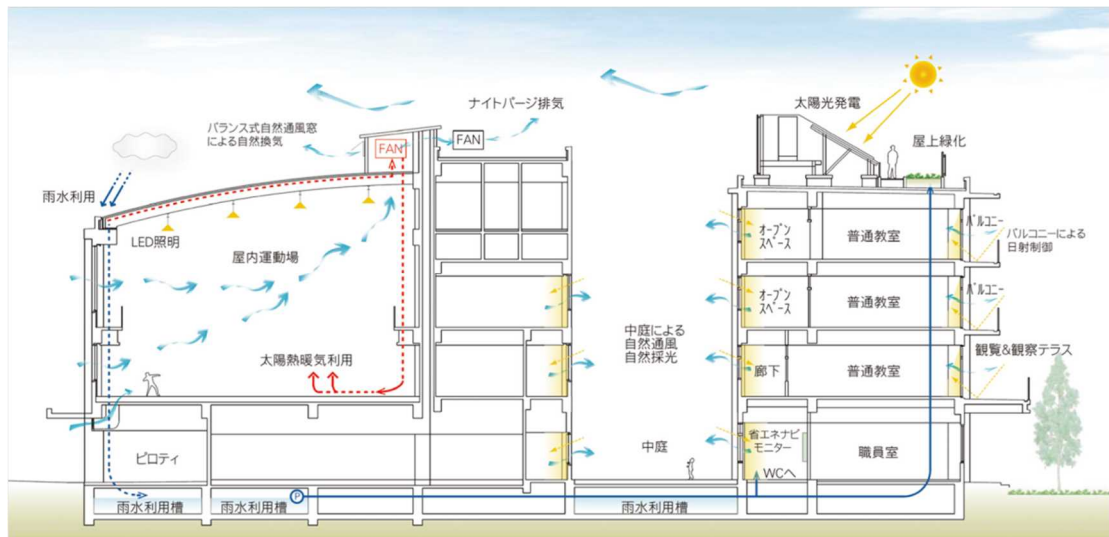 ナイトパージ排気
FAN
バランス式自然通風窓
による自然換気
FAN
雨水利用
LED照明
屋内運動場
太陽熱暖気利用
ピロティ
雨水利用槽
雨水利用槽
P
中庭による
自然通風
自然採光
中庭
雨水利用槽
太陽光発電
屋上緑化
オープン
スペース
普通教室
バルコニー
バルコニーによる
日射制御
オープン
スペース
普通教室
バルコニー
廊下
普通教室
観覧&観察テラス
省エネナビ
モニター
WCへ
職員室